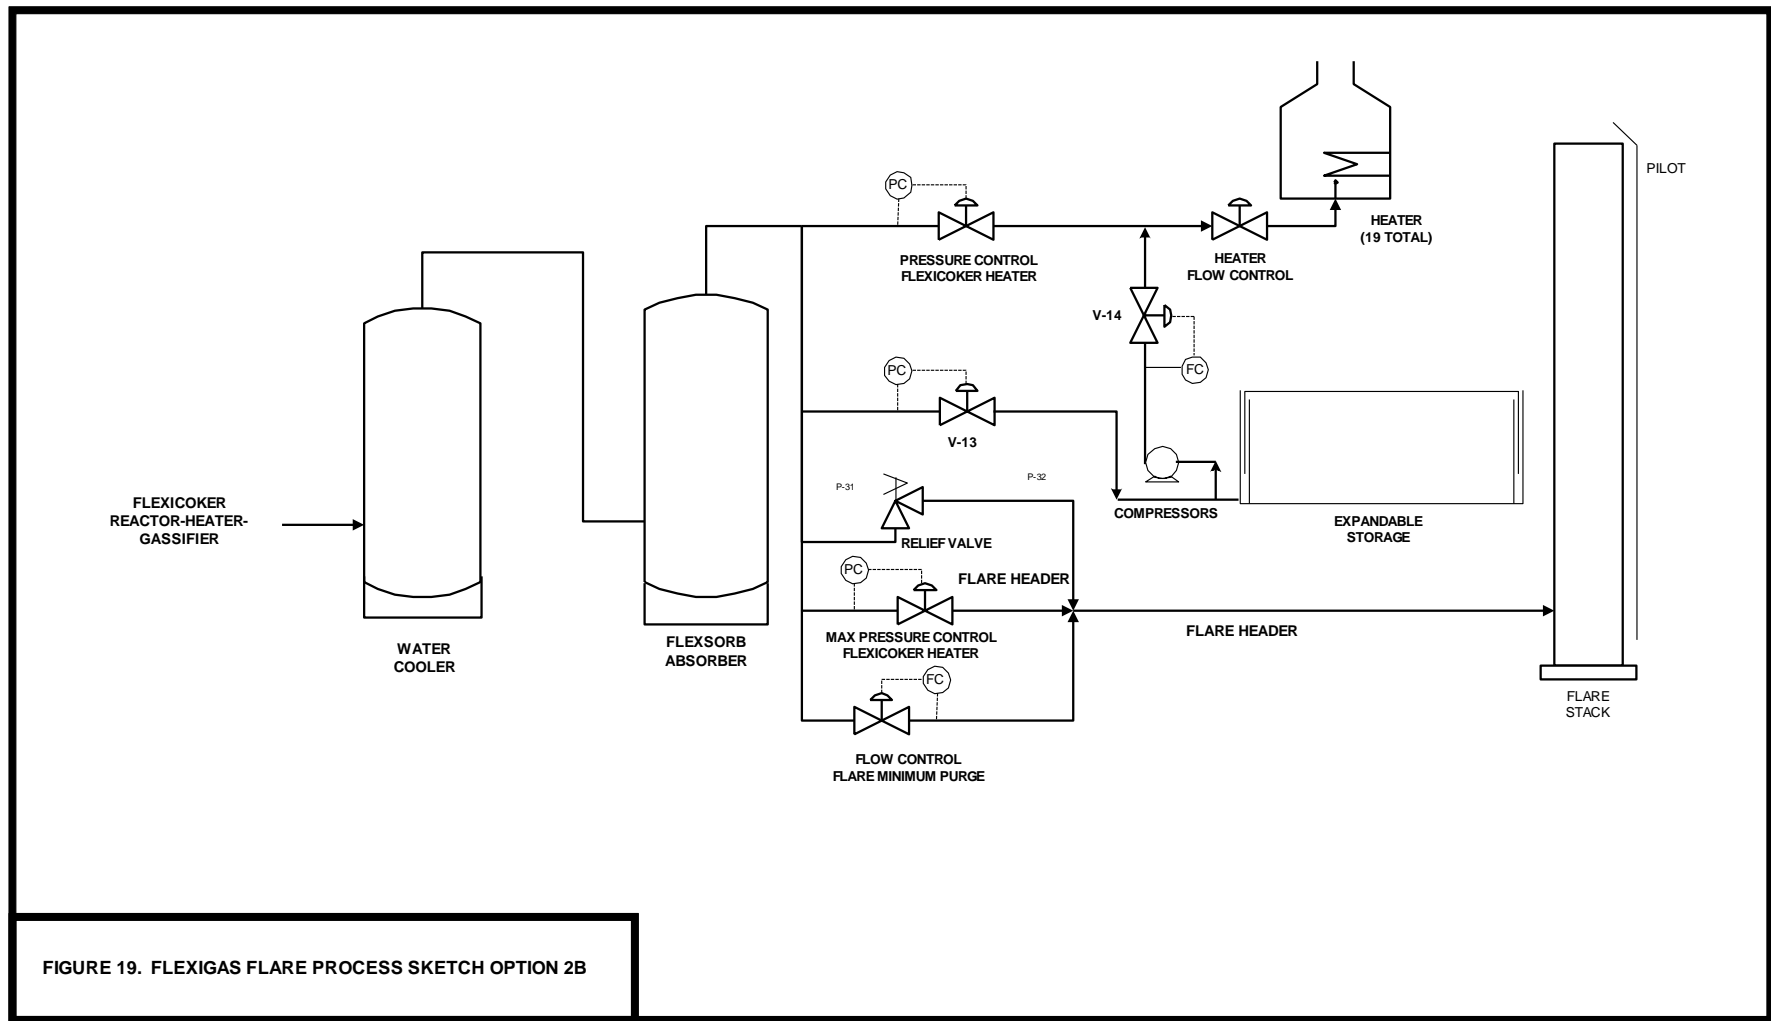 PILOT
PC
HEATER
(19 TOTAL)
PRESSURE CONTROL
FLEXICOKER HEATER
HEATER
FLOW CONTROL
V-14
FC
PC
V-13
P-31
P-32
FLEXICOKER
REACTOR-HEATER-
GASSIFIER
COMPRESSORS
EXPANDABLE
STORAGE
RELIEF VALVE
PC
FLARE HEADER
MAX PRESSURE CONTROL
FLEXICOKER HEATER
FLARE HEADER
WATER
COOLER
FLEXSORB
ABSORBER
FC
FLARE
STACK
FLOW CONTROL
FLARE MINIMUM PURGE
FIGURE 19.  FLEXIGAS FLARE PROCESS SKETCH OPTION 2B